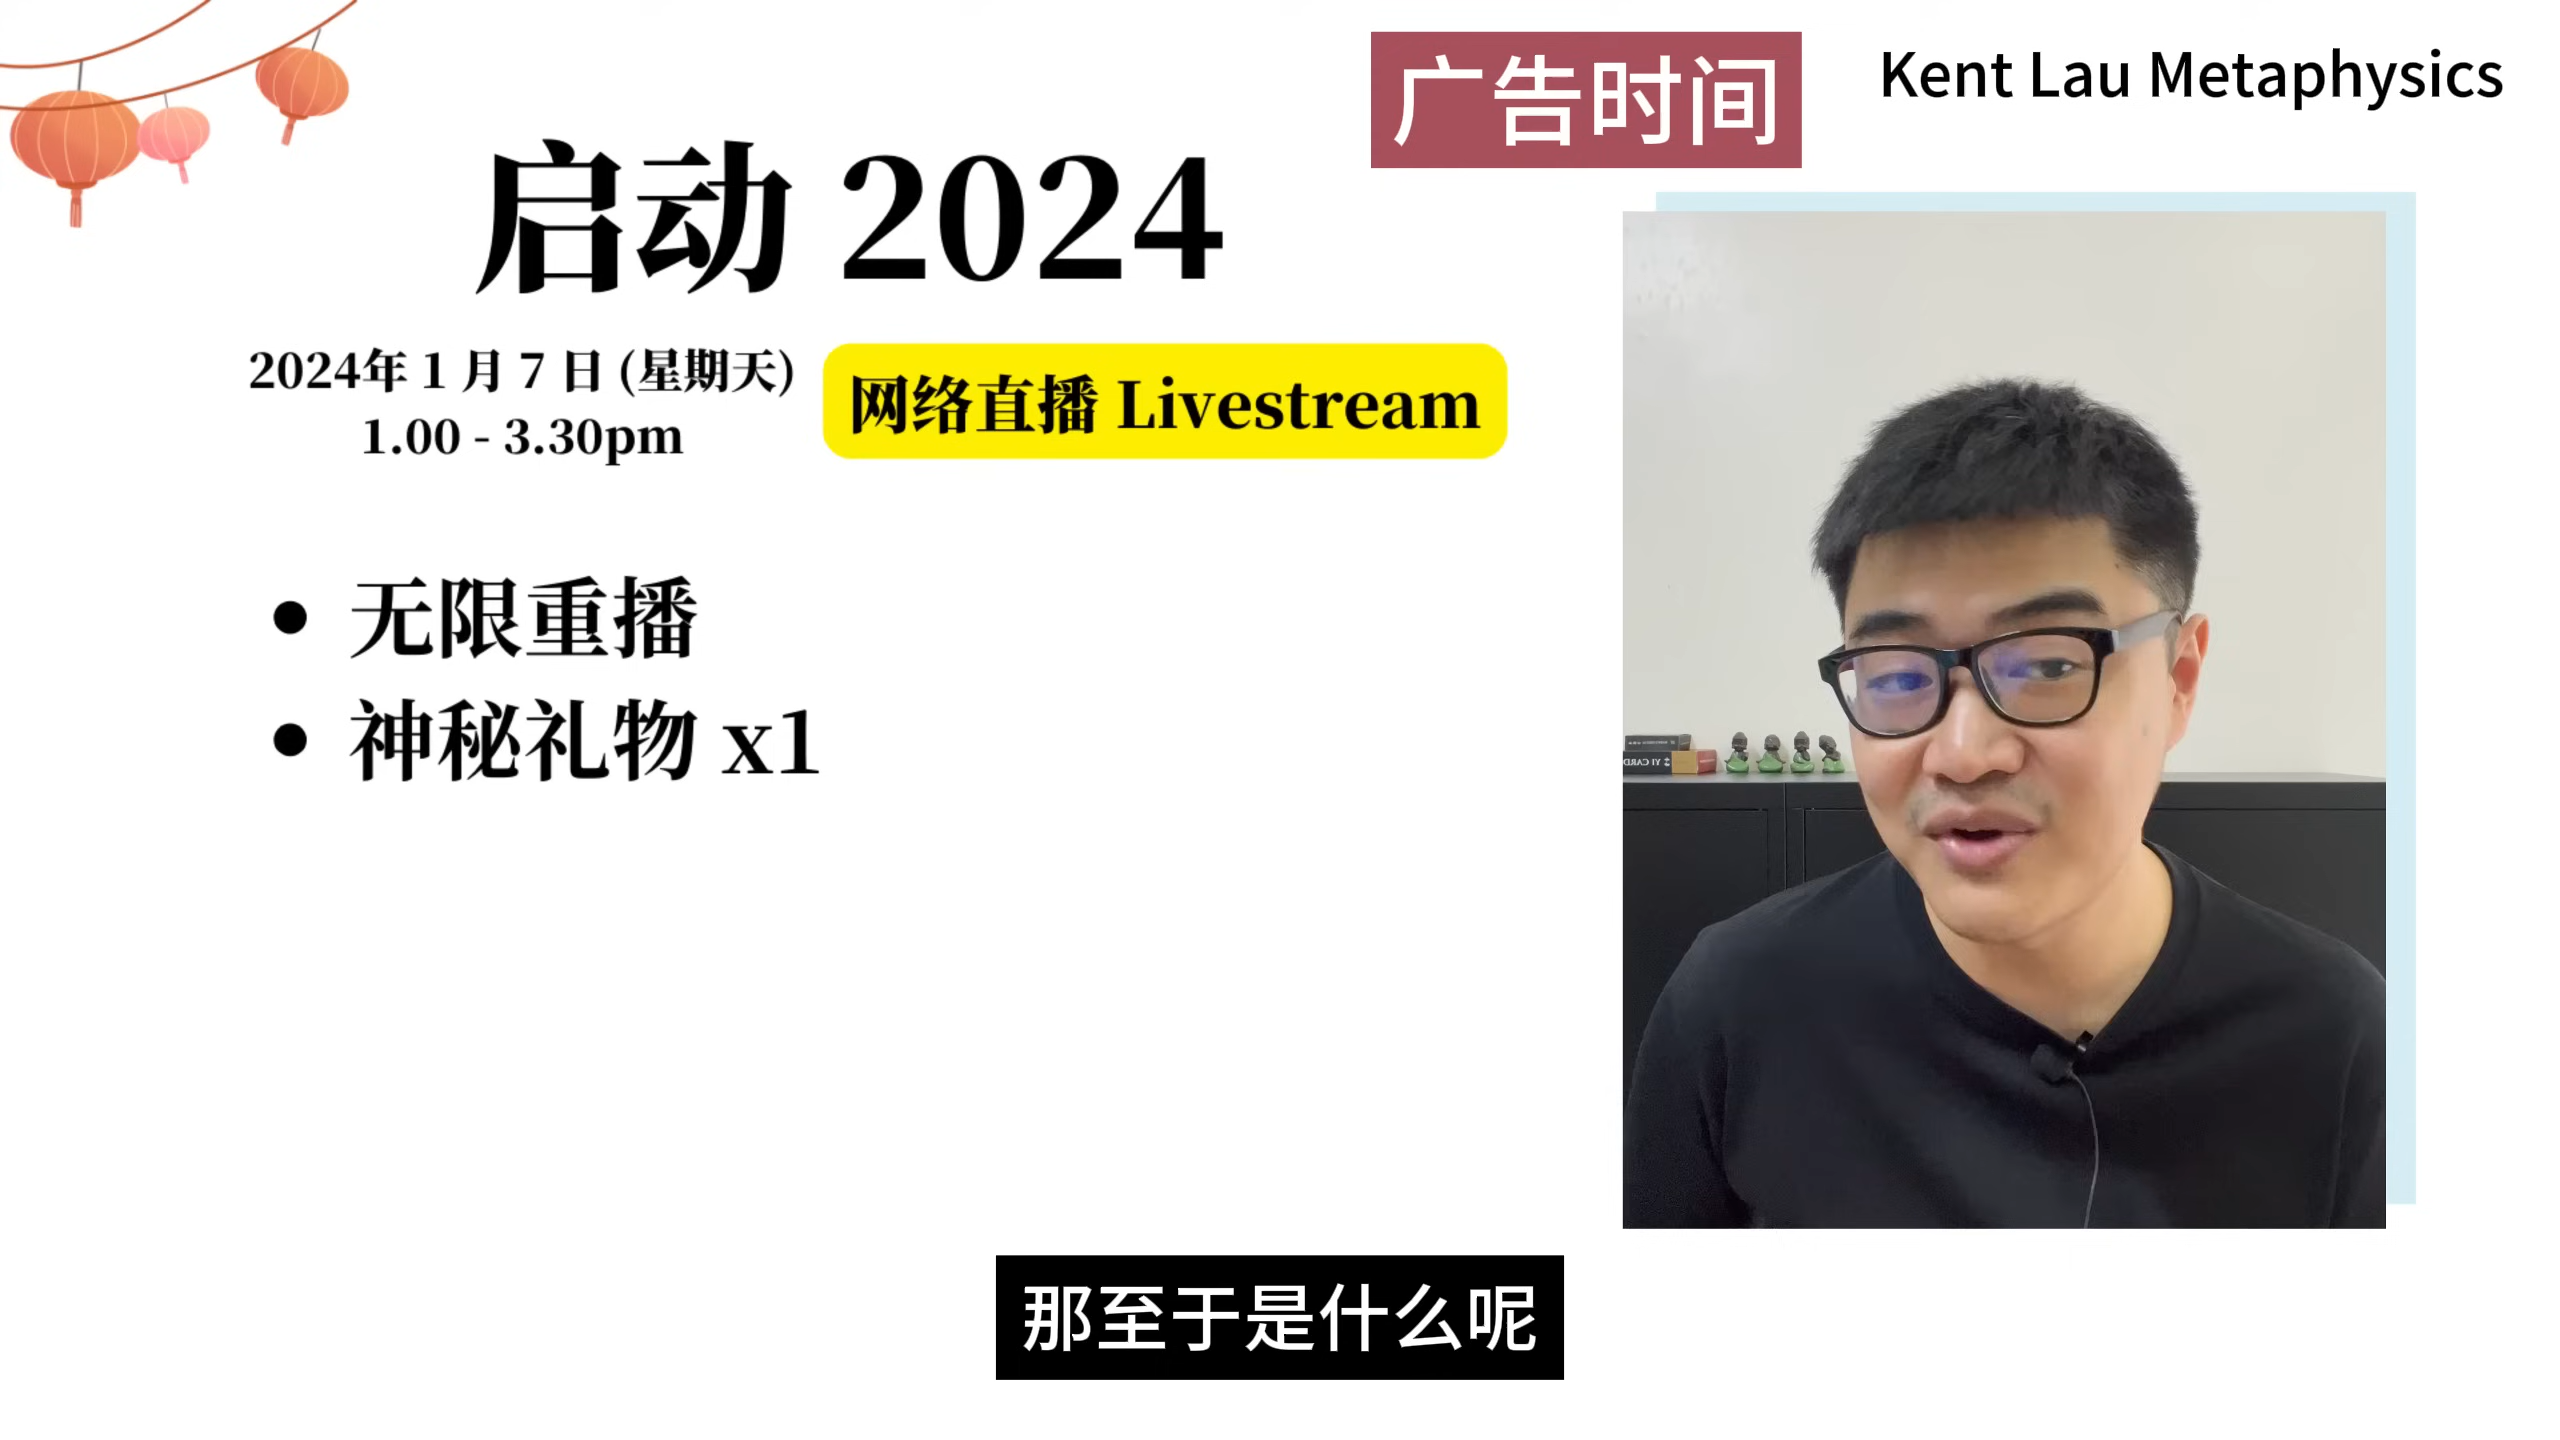 广告时间
Kent Lau Metaphysics
启动 2024
2024年 1 月 7 日 (星期天)
1.00 - 3.30pm
网络直播 Livestream
• 无限重播
• 神秘礼物 x1
YI CARD
那至于是什么呢